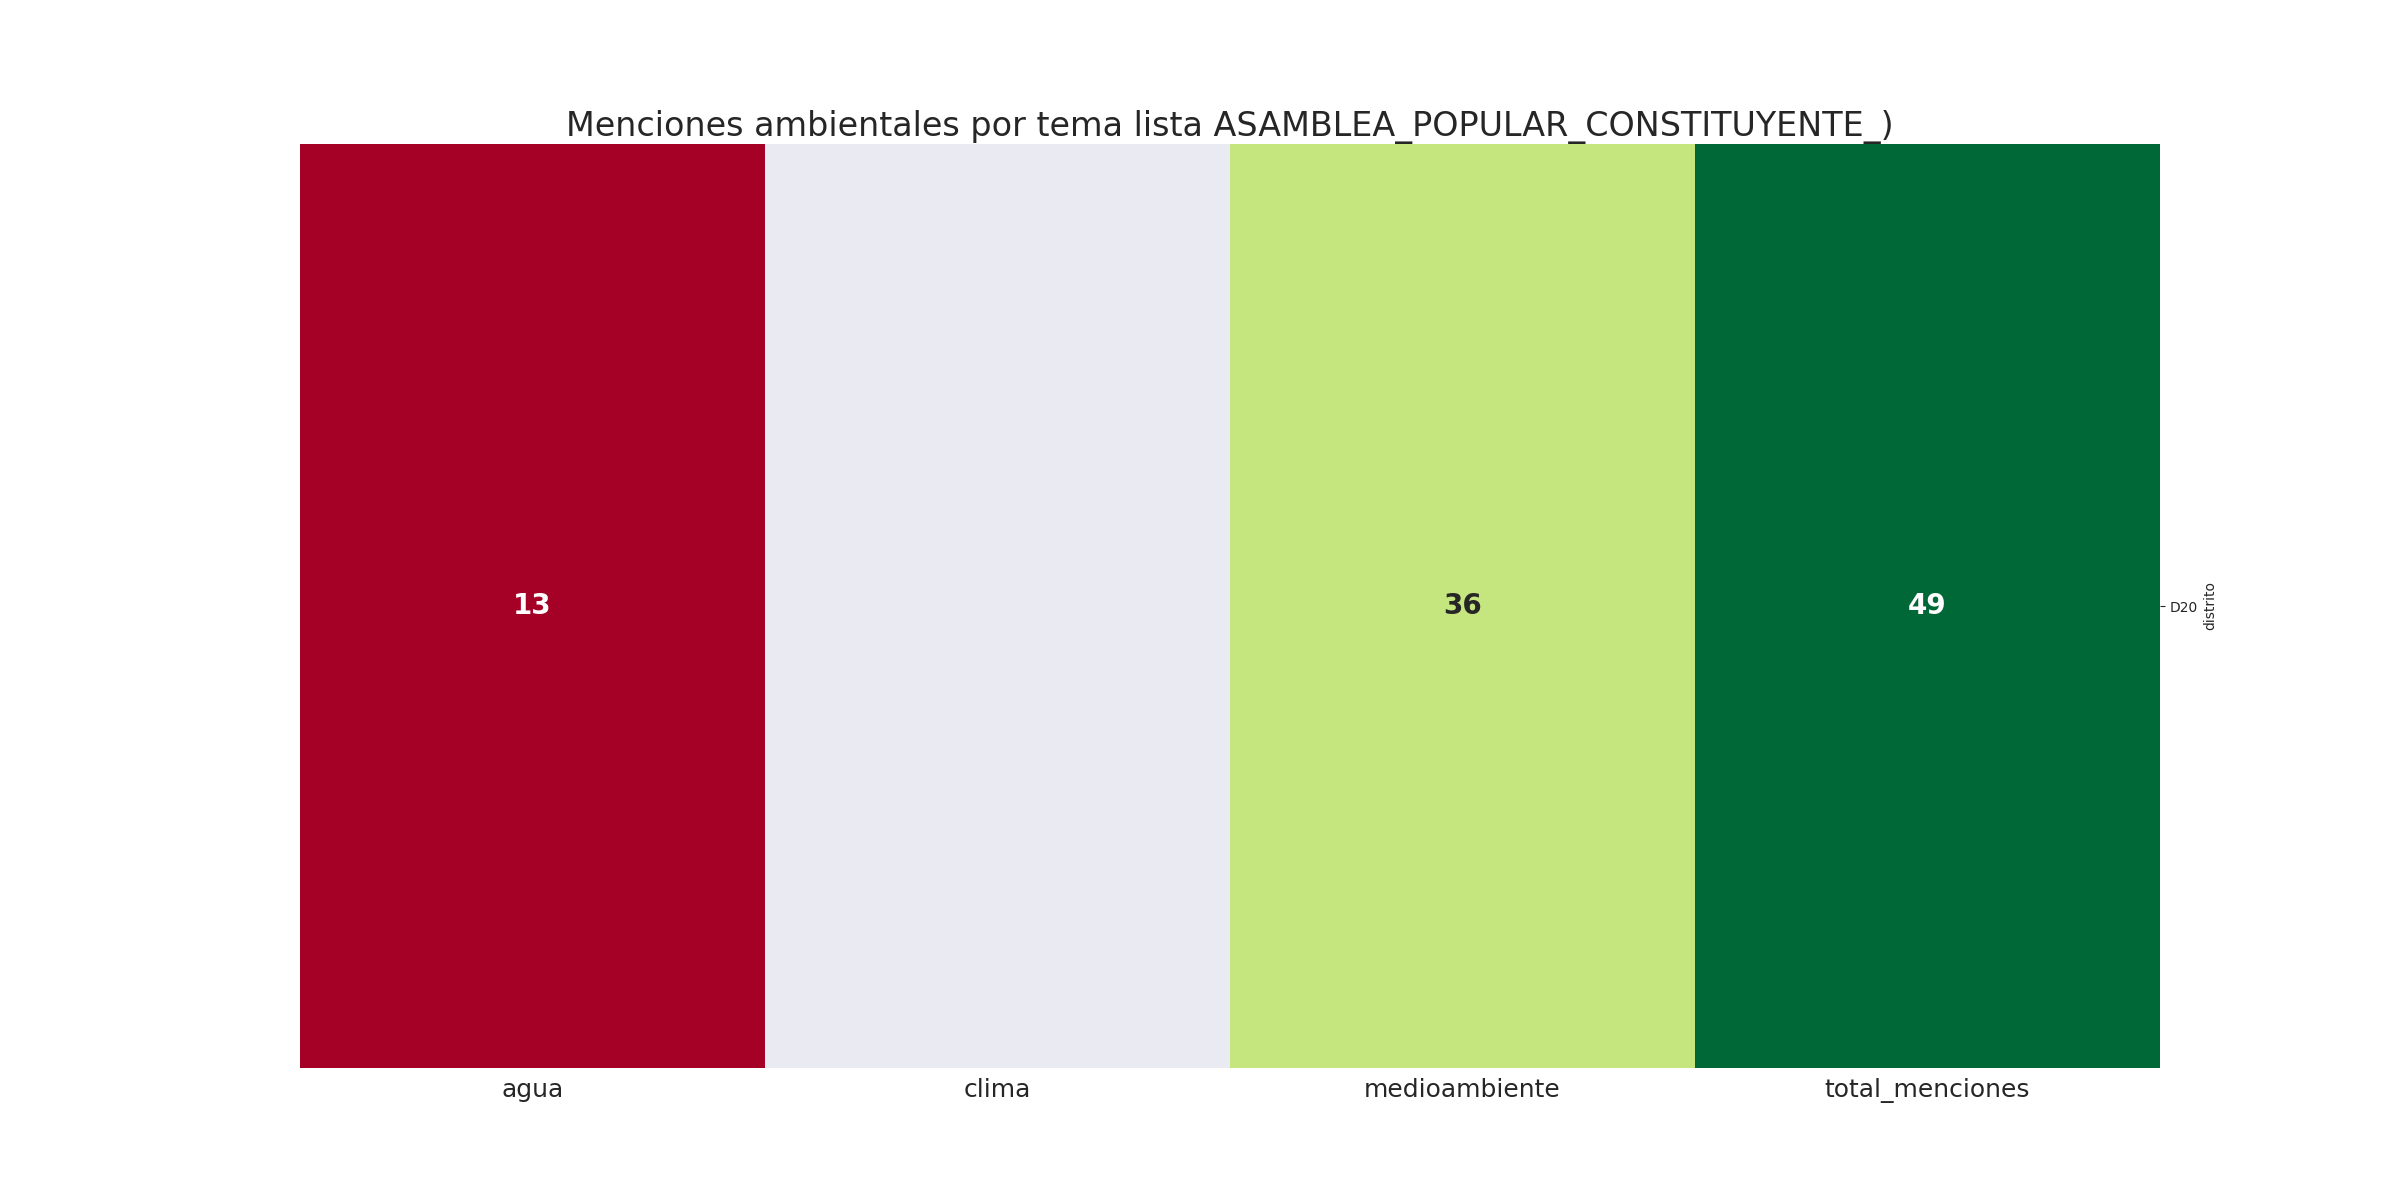 Menciones ambientales por tema lista ASAMBLEA_POPULAR_CONSTITUYENTE_)
13
36
49
D20
distrito
agua
clima
medioambiente
total_menciones